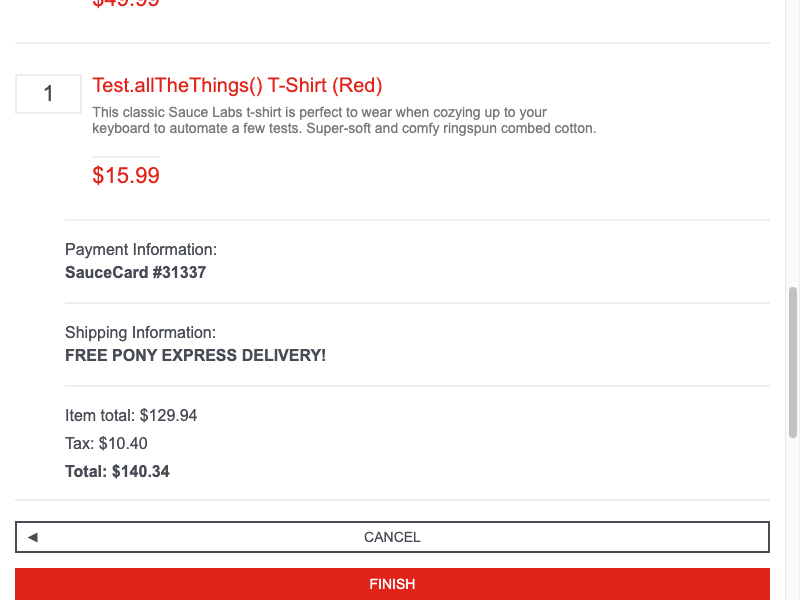 $49.99
1
Test.allTheThings() T-Shirt (Red)
This classic Sauce Labs t-shirt is perfect to wear when cozying up to your
keyboard to automate a few tests. Super-soft and comfy ringspun combed cotton.
$15.99
Payment Information:
SauceCard #31337
Shipping Information:
FREE PONY EXPRESS DELIVERY!
Item total: $129.94
Tax: $10.40
Total: $140.34
CANCEL
FINISH